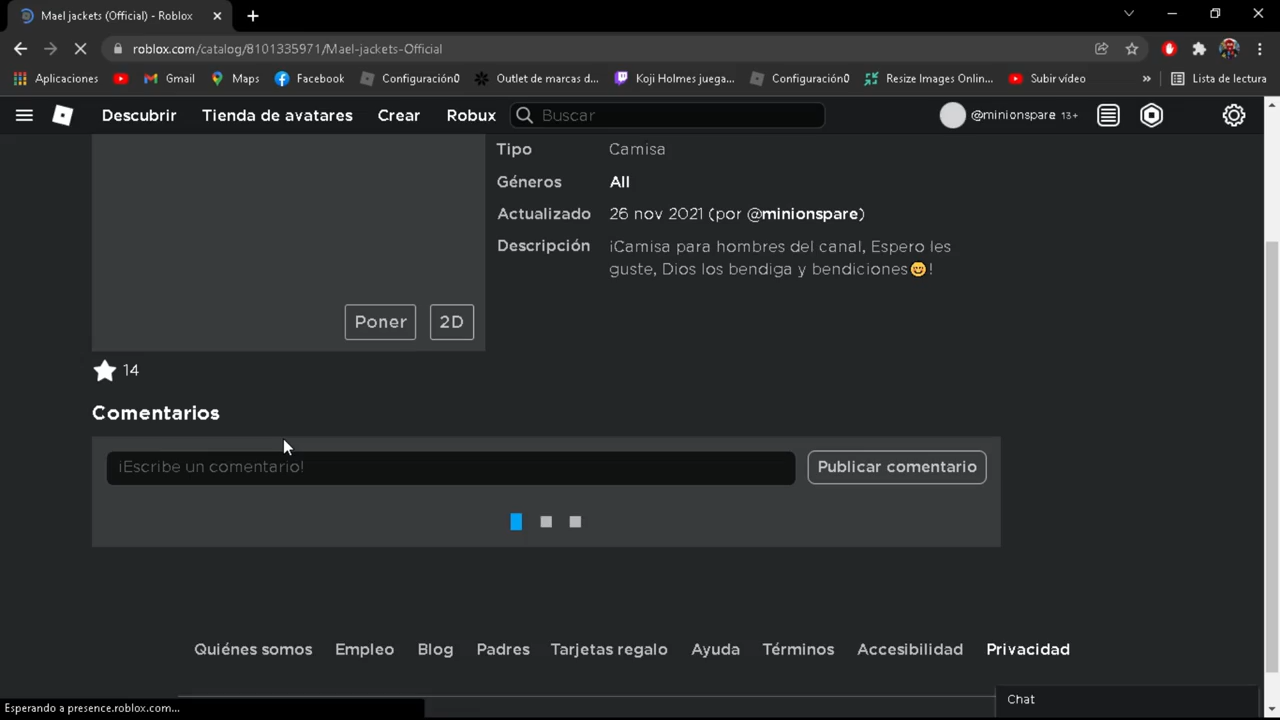 Mael jackets (Official) - Roblox
roblox.com/catalog/8101335971/Mael-jackets-Official
Aplicaciones Gmail Maps Facebook Configuración0 Outlet de marcas d... Koji Holmes juega... Configuración0 Resize Images Onlin... Subir vídeo » Lista de lectura
Descubrir Tienda de avatares Crear Robux Buscar @minionspare 13+
Tipo Camisa
Géneros All
Actualizado 26 nov 2021 (por @minionspare)
Descripción ¡Camisa para hombres del canal, Espero les
guste, Dios los bendiga y bendiciones😊!
Poner 2D
14
Comentarios
¡Escribe un comentario! Publicar comentario
Quiénes somos Empleo Blog Padres Tarjetas regalo Ayuda Términos Accesibilidad Privacidad
Chat
Esperando a presence.roblox.com...